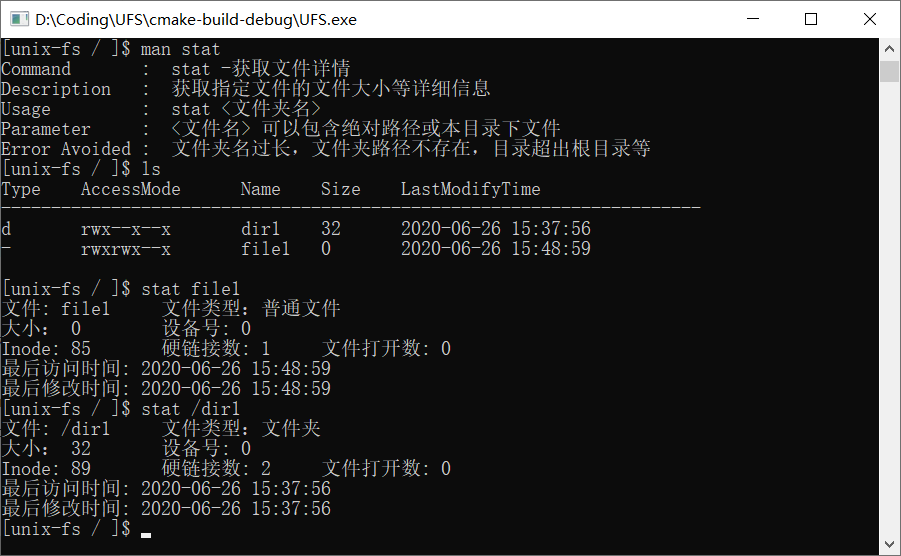 D:\Coding\UFS\cmake-build-debug\UFS.exe
[unix-fs / ]$ man stat
Command       :  stat -获取文件详情
Description   :  获取指定文件的文件大小等详细信息
Usage         :  stat <文件夹名>
Parameter     :  <文件名> 可以包含绝对路径或本目录下文件
Error Avoided :  文件夹名过长，文件夹路径不存在，目录超出根目录等
[unix-fs / ]$ ls
Type    AccessMode      Name    Size    LastModifyTime
----------------------------------------------------------------------
d       rwx--x--x       dir1    32      2020-06-26 15:37:56
-       rwxrwx--x       file1   0       2020-06-26 15:48:59
[unix-fs / ]$ stat file1
文件: file1     文件类型：普通文件
大小： 0        设备号: 0
Inode: 85       硬链接数: 1     文件打开数: 0
最后访问时间: 2020-06-26 15:48:59
最后修改时间: 2020-06-26 15:48:59
[unix-fs / ]$ stat /dir1
文件: /dir1     文件类型：文件夹
大小： 32       设备号: 0
Inode: 89       硬链接数: 2     文件打开数: 0
最后访问时间: 2020-06-26 15:37:56
最后修改时间: 2020-06-26 15:37:56
[unix-fs / ]$